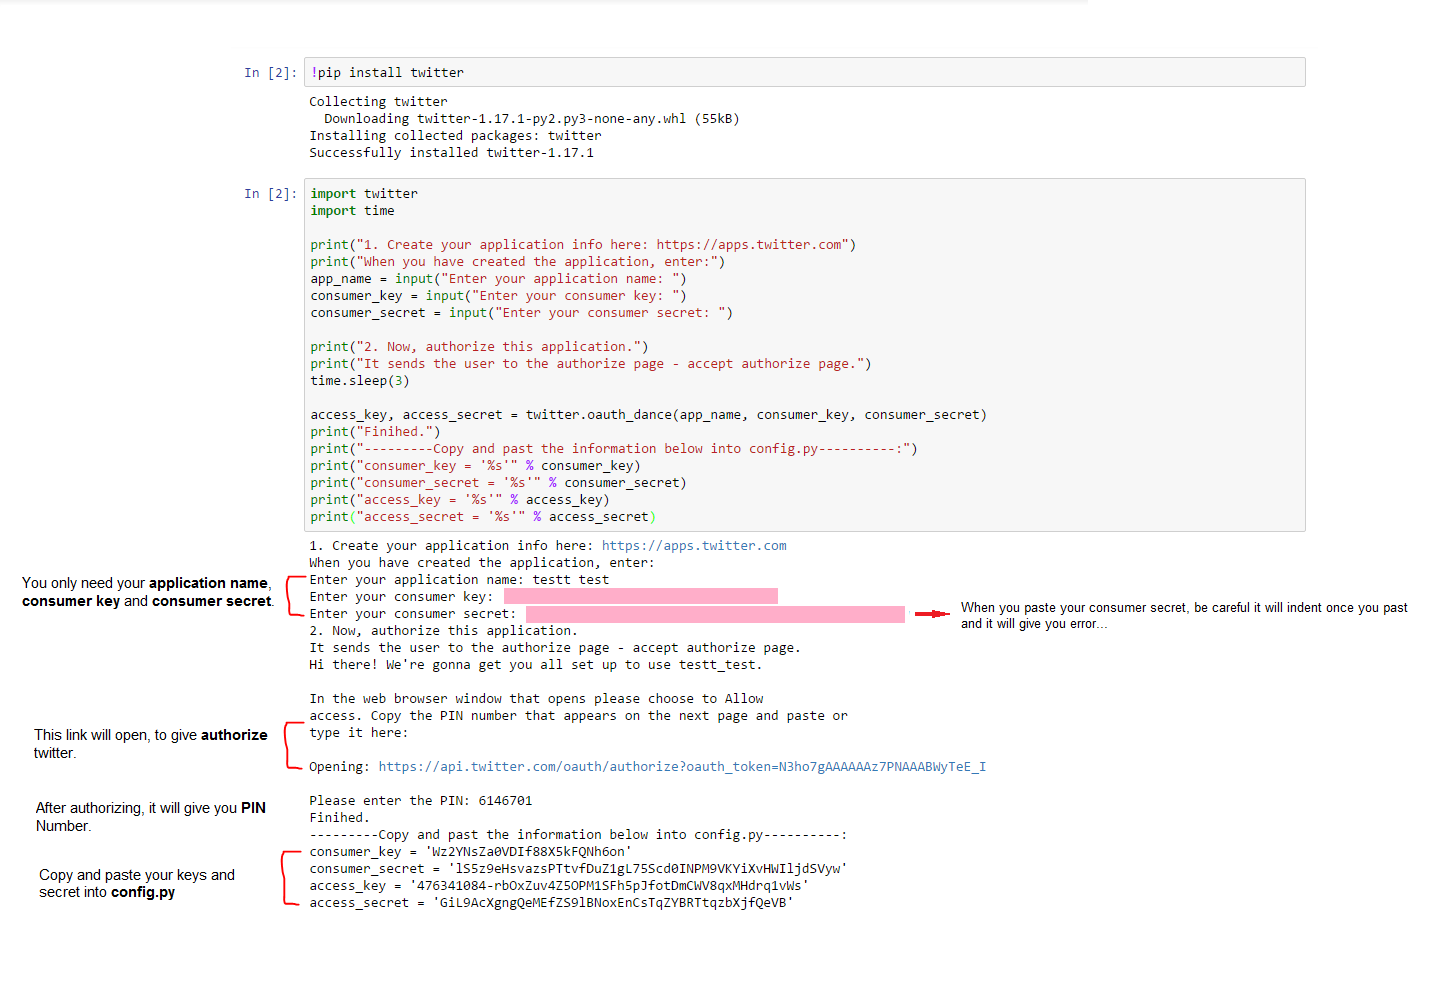 In [2]: !pip install twitter
Collecting twitter
Downloading twitter-1.17.1-py2.py3-none-any.whl (55kB)
Installing collected packages: twitter
Successfully installed twitter-1.17.1
In [2]: import twitter
import time
print("1. Create your application info here: https://apps.twitter.com")
print("When you have created the application, enter:")
app_name = input("Enter your application name: ")
consumer_key = input("Enter your consumer key: ")
consumer_secret = input("Enter your consumer secret: ")
print("2. Now, authorize this application.")
print("It sends the user to the authorize page - accept authorize page.")
time.sleep(3)
access_key, access_secret = twitter.oauth_dance(app_name, consumer_key, consumer_secret)
print("Finihed.")
print("---------Copy and past the information below into config.py----------:")
print("consumer_key = '%s'" % consumer_key)
print("consumer_secret = '%s'" % consumer_secret)
print("access_key = '%s'" % access_key)
print("access_secret = '%s'" % access_secret)
1. Create your application info here: https://apps.twitter.com
When you have created the application, enter:
Enter your application name: testt test
Enter your consumer key:
Enter your consumer secret:
You only need your application name,
consumer key and consumer secret.
When you paste your consumer secret, be careful it will indent once you past
and it will give you error...
2. Now, authorize this application.
It sends the user to the authorize page - accept authorize page.
Hi there! We're gonna get you all set up to use testt_test.
In the web browser window that opens please choose to Allow
access. Copy the PIN number that appears on the next page and paste or
type it here:
This link will open, to give authorize
twitter.
Opening: https://api.twitter.com/oauth/authorize?oauth_token=N3ho7gAAAAAAz7PNAAABWyTeE_I
After authorizing, it will give you PIN
Number.
Please enter the PIN: 6146701
Finihed.
---------Copy and past the information below into config.py----------:
consumer_key = 'Wz2YNsZa0VDIf88X5kFQNh6on'
consumer_secret = 'lS5z9eHsvazsPTtvfDuZ1gL75Scd0INPM9VKYiXvHWIljdSVyw'
access_key = '476341084-rbOxZuv4Z5OPM1SFh5pJfotDmCWV8qxMHdrq1vWs'
access_secret = 'GiL9AcXgngQeMEfZS9lBNoxEnCsTqZYBRTtqzbXjfQeVB'
Copy and paste your keys and
secret into config.py